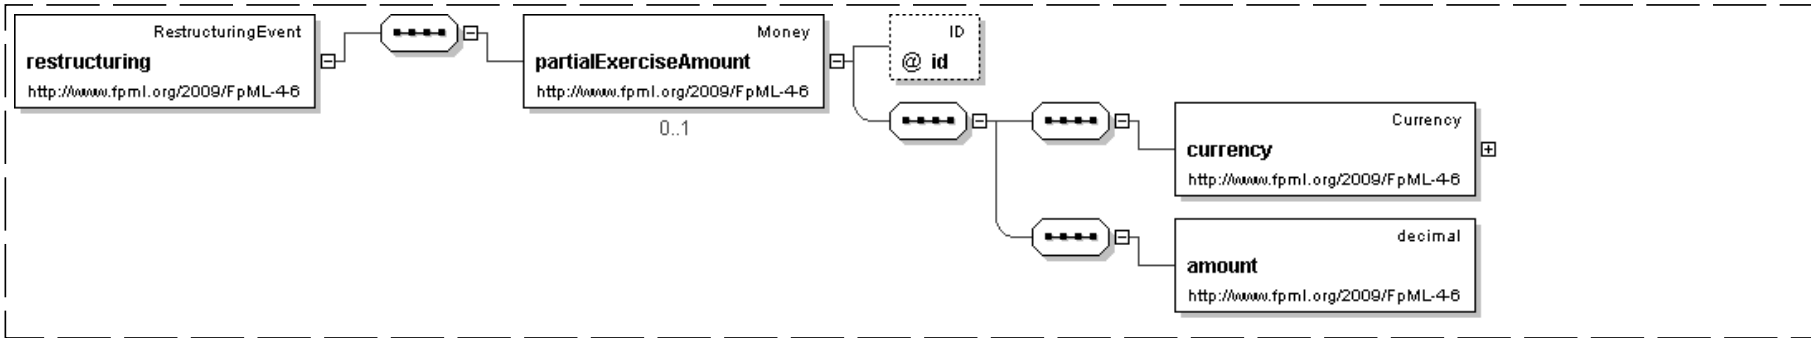 RestructuringEvent
restructuring
http://www.fpml.org/2009/FpML-4-6
Money
partialExerciseAmount
http://www.fpml.org/2009/FpML-4-6
0..1
ID
@ id
Currency
currency
http://www.fpml.org/2009/FpML-4-6
decimal
amount
http://www.fpml.org/2009/FpML-4-6